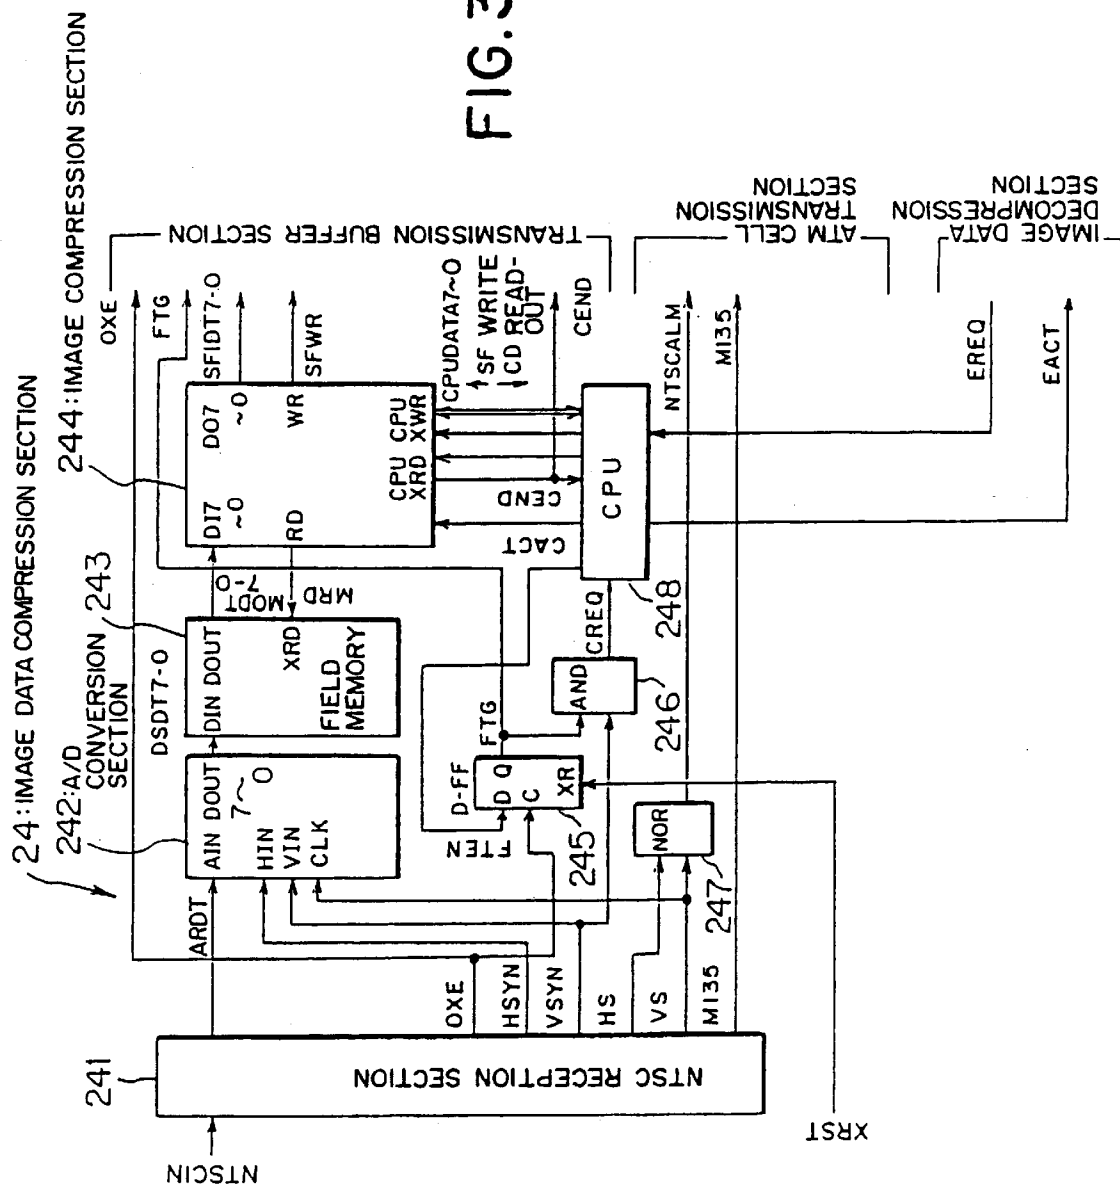 FIG.3
24:IMAGE DATA COMPRESSION SECTION
242:A/D
CONVERSION
SECTION
243
244:IMAGE COMPRESSION SECTION
241
NTSCIN
NTSC RECEPTION SECTION
ARDT
OXE
HSYN
VSYN
HS
VS
M135
XRST
AIN DOUT
7~0
HIN
VIN
CLK
DSDT7-0
DIN DOUT
XRD
FIELD
MEMORY
MODT
7-0
MRD
DI7
~0
RD
DO7
~0
WR
CPU
XRD
CPU
XWR
OXE
FTG
SFIDT7-0
SFWR
TRANSMISSION BUFFER SECTION
CPUDATA7~0
SF WRITE
CD READ-
OUT
CEND
CEND
CACT
FTEN
D-FF
D Q
C
XR
245
FTG
AND
246
CREQ
CPU
248
NOR
247
NTSCALM
M135
ATM CELL
TRANSMISSION
SECTION
EREQ
EACT
IMAGE DATA
DECOMPRESSION
SECTION